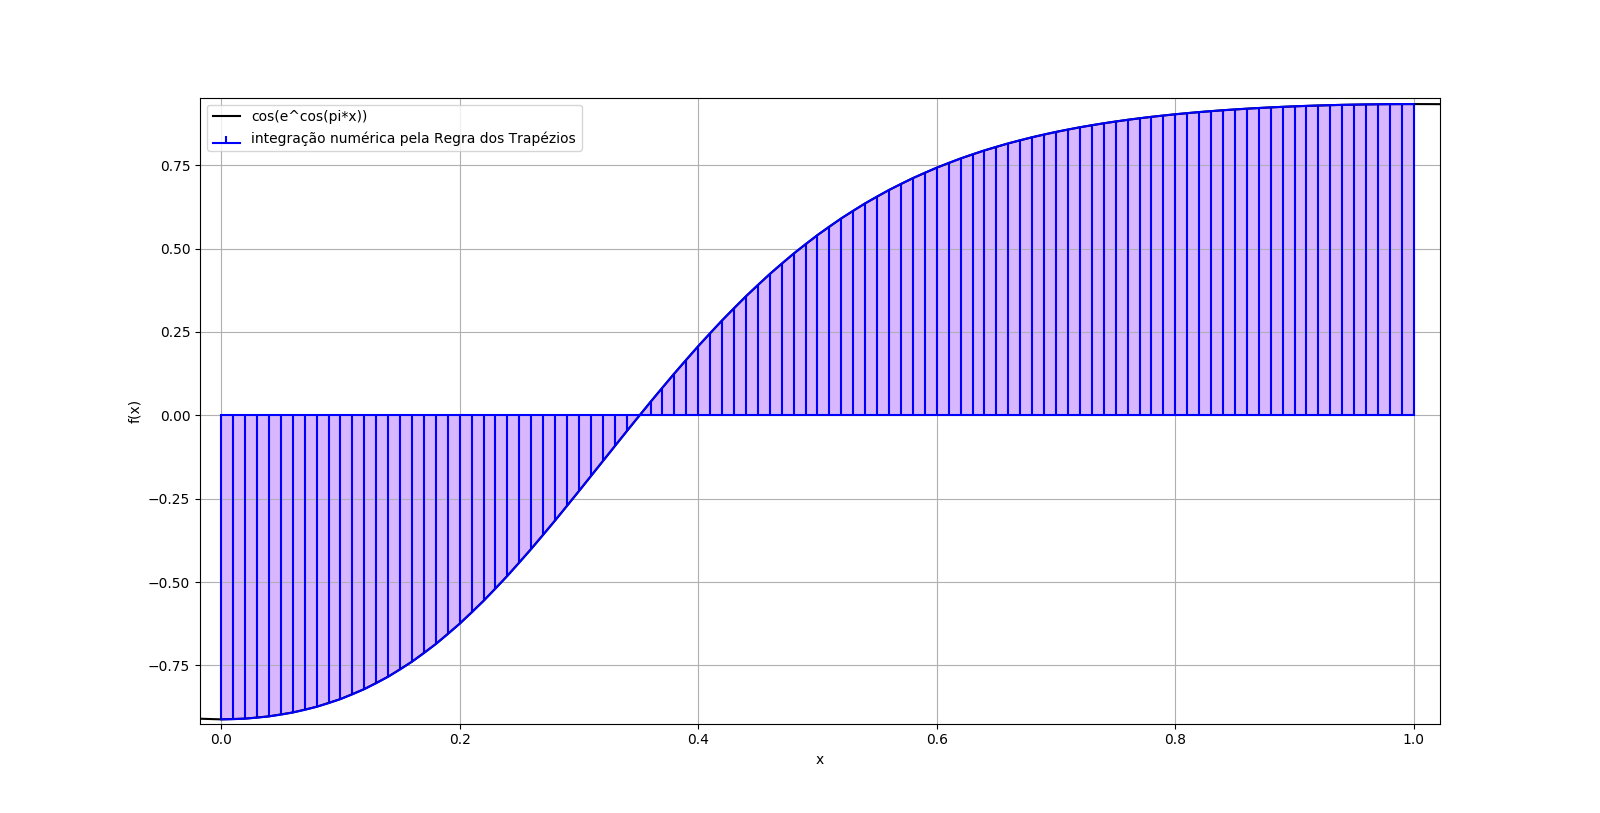 cos(e^cos(pi*x))
integração numérica pela Regra dos Trapézios
0.75
0.50
0.25
0.00
−0.25
−0.50
−0.75
f(x)
0.0 0.2 0.4 0.6 0.8 1.0
x